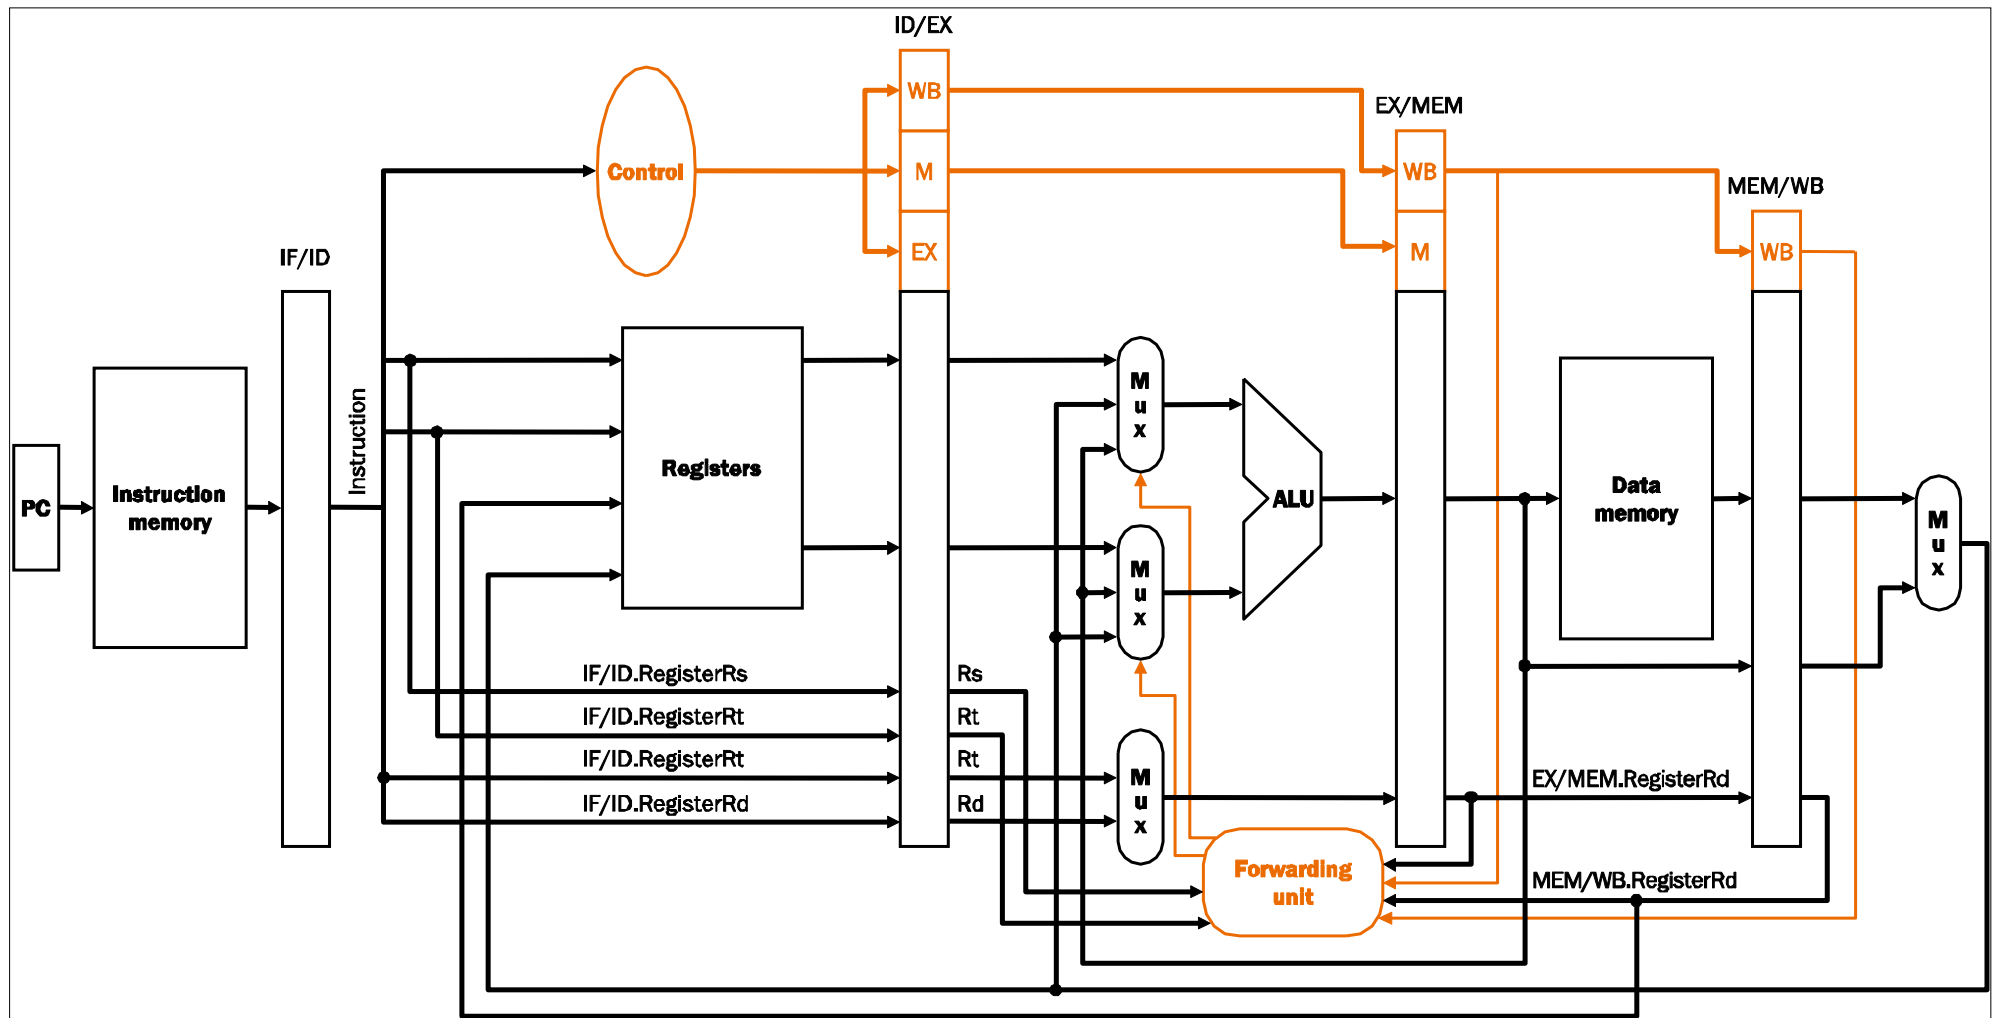 ID/EX
WB
EX/MEM
Control
M
WB
MEM/WB
IF/ID
EX
M
WB
Instruction
M
u
x
PC
Instruction
memory
Registers
ALU
Data
memory
M
u
x
M
u
x
IF/ID.RegisterRs
Rs
IF/ID.RegisterRt
Rt
IF/ID.RegisterRt
Rt
IF/ID.RegisterRd
Rd
M
u
x
EX/MEM.RegisterRd
Forwarding
unit
MEM/WB.RegisterRd